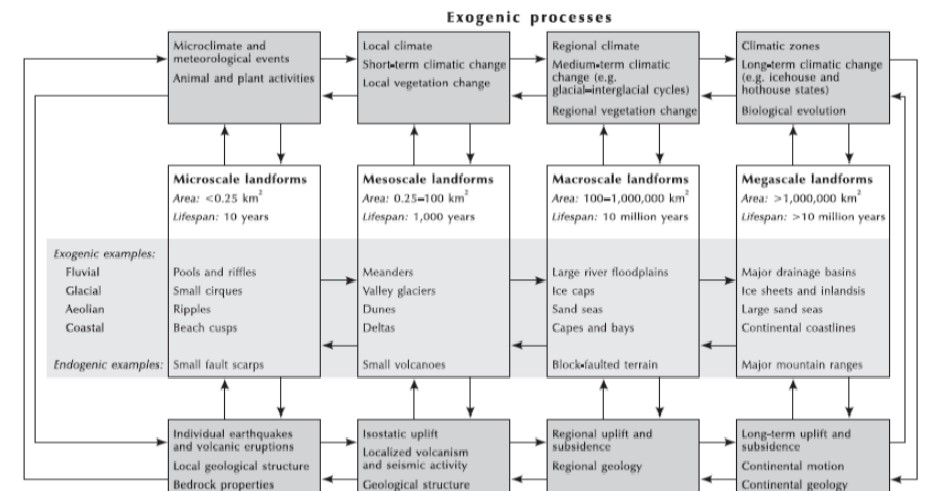 Exogenic processes
Microclimate and
meteorological events
Animal and plant activities
Local climate
Short-term climatic change
Local vegetation change
Regional climate
Medium-term climatic
change (e.g.
glacial–interglacial cycles)
Regional vegetation change
Climatic zones
Long-term climatic change
(e.g. icehouse and
hothouse states)
Biological evolution
Microscale landforms
Area: <0.25 km²
Lifespan: 10 years
Mesoscale landforms
Area: 0.25–100 km²
Lifespan: 1,000 years
Macroscale landforms
Area: 100–1,000,000 km²
Lifespan: 10 million years
Megascale landforms
Area: >1,000,000 km²
Lifespan: >10 million years
Exogenic examples:
Fluvial Pools and riffles Meanders Large river floodplains Major drainage basins
Glacial Small cirques Valley glaciers Ice caps Ice sheets and inlandsis
Aeolian Ripples Dunes Sand seas Large sand seas
Coastal Beach cusps Deltas Capes and bays Continental coastlines
Endogenic examples: Small fault scarps Small volcanoes Block-faulted terrain Major mountain ranges
Individual earthquakes
and volcanic eruptions
Local geological structure
Bedrock properties
Isostatic uplift
Localized volcanism
and seismic activity
Geological structure
Regional uplift and
subsidence
Regional geology
Long-term uplift and
subsidence
Continental motion
Continental geology